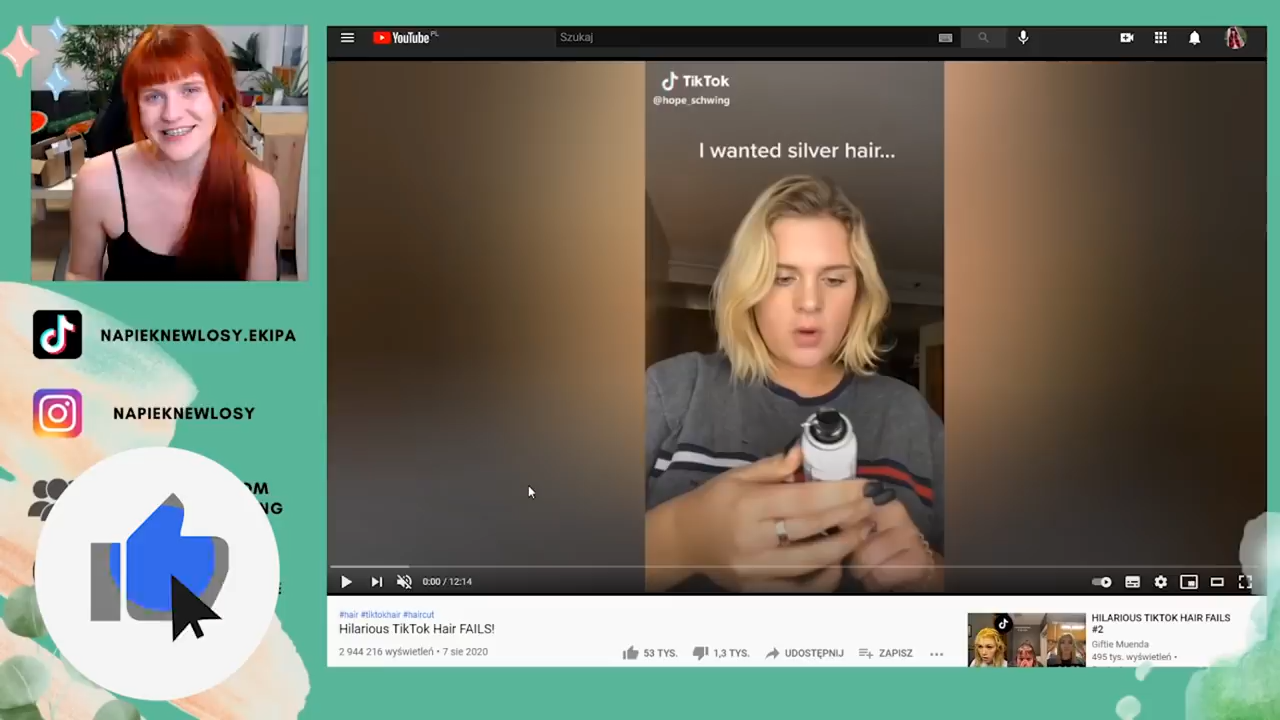 YouTube PL
Szukaj
TikTok
@hope_schwing
I wanted silver hair...
NAPIEKNEWLOSY.EKIPA
NAPIEKNEWLOSY
0:00 / 12:14
#hair #tiktokhair #haircut
Hilarious TikTok Hair FAILS!
2 944 216 wyświetleń • 7 sie 2020
53 TYS.
1,3 TYS.
UDOSTĘPNIJ
ZAPISZ
HILARIOUS TIKTOK HAIR FAILS
#2
Giftie Muenda
495 tys. wyświetleń •